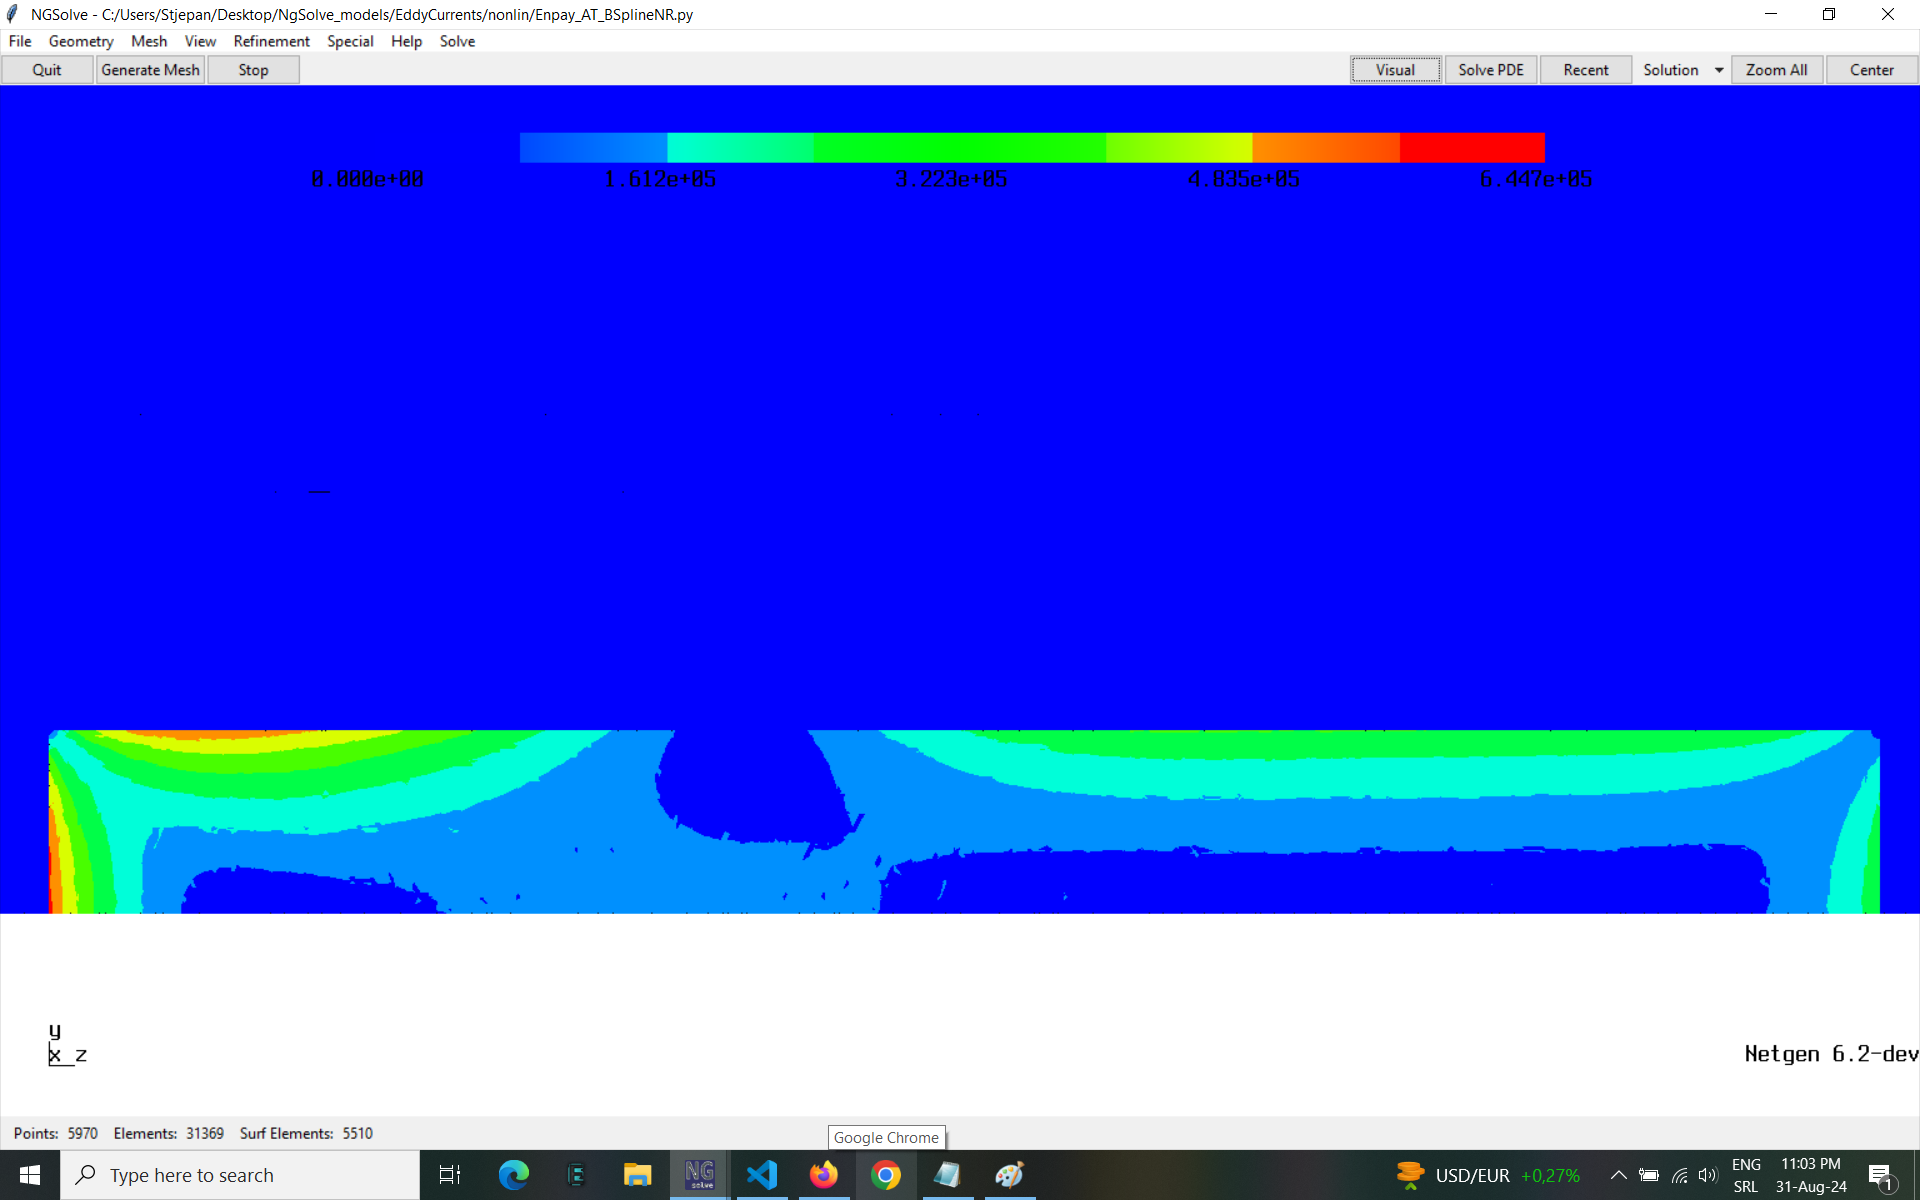 NGSolve - C:/Users/Stjepan/Desktop/NgSolve_models/EddyCurrents/nonlin/Enpay_AT_BSplineNR.py
File Geometry Mesh View Refinement Special Help Solve
Quit Generate Mesh Stop Visual Solve PDE Recent Solution Zoom All Center
0.000e+00 1.612e+05 3.223e+05 4.835e+05 6.447e+05
y
x z
Netgen 6.2-dev
Points: 5970 Elements: 31369 Surf Elements: 5510
Google Chrome
Type here to search
NG
solve
USD/EUR +0,27%
ENG
SRL
11:03 PM
31-Aug-24
1